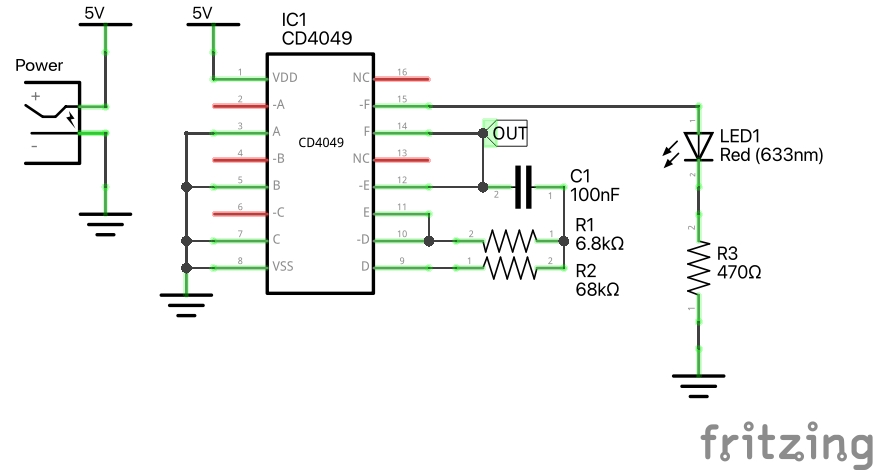 5V
5V
IC1
CD4049
Power
+
-
1
VDD
NC
16
2
-A
-F
15
3
A
F
14
OUT
CD4049
4
-B
NC
13
5
B
-E
12
2
1
C1
100nF
6
-C
E
11
7
C
-D
10
2
1
R1
6.8kΩ
8
VSS
D
9
1
2
R2
68kΩ
1
LED1
Red (633nm)
2
2
R3
470Ω
1
fritzing